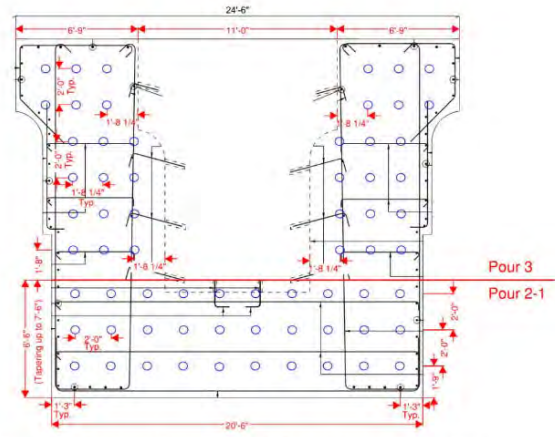 24'-6"
6'-9"
11'-0"
6'-9"
2'-0"
Typ.
1'-8 1/4"
1'-8 1/4"
2'-0"
Typ.
1'-8 1/4"
Typ.
1'-8"
1'-8 1/4"
1'-8 1/4"
Pour 3
Pour 2-1
6'-6"
(Tapering up to 7'-6")
2'-0"
Typ.
2'-0"
2'-0"
1'-9"
1'-3"
Typ.
1'-3"
Typ.
20'-6"